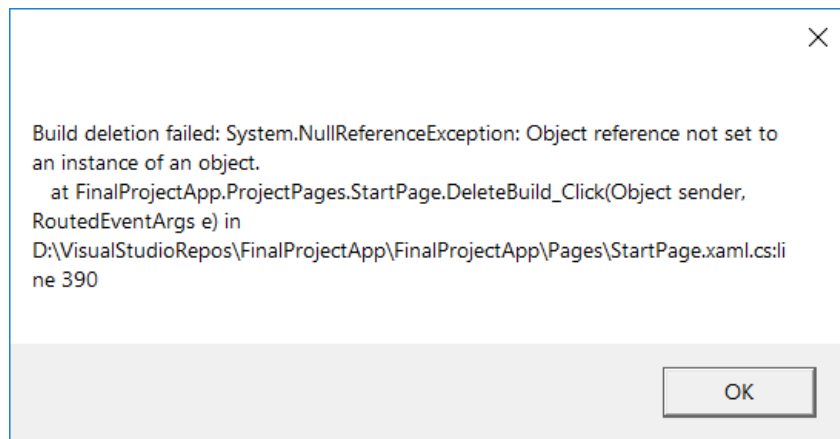 Build deletion failed: System.NullReferenceException: Object reference not set to
an instance of an object.
   at FinalProjectApp.ProjectPages.StartPage.DeleteBuild_Click(Object sender,
RoutedEventArgs e) in
D:\VisualStudioRepos\FinalProjectApp\FinalProjectApp\Pages\StartPage.xaml.cs:li
ne 390
OK